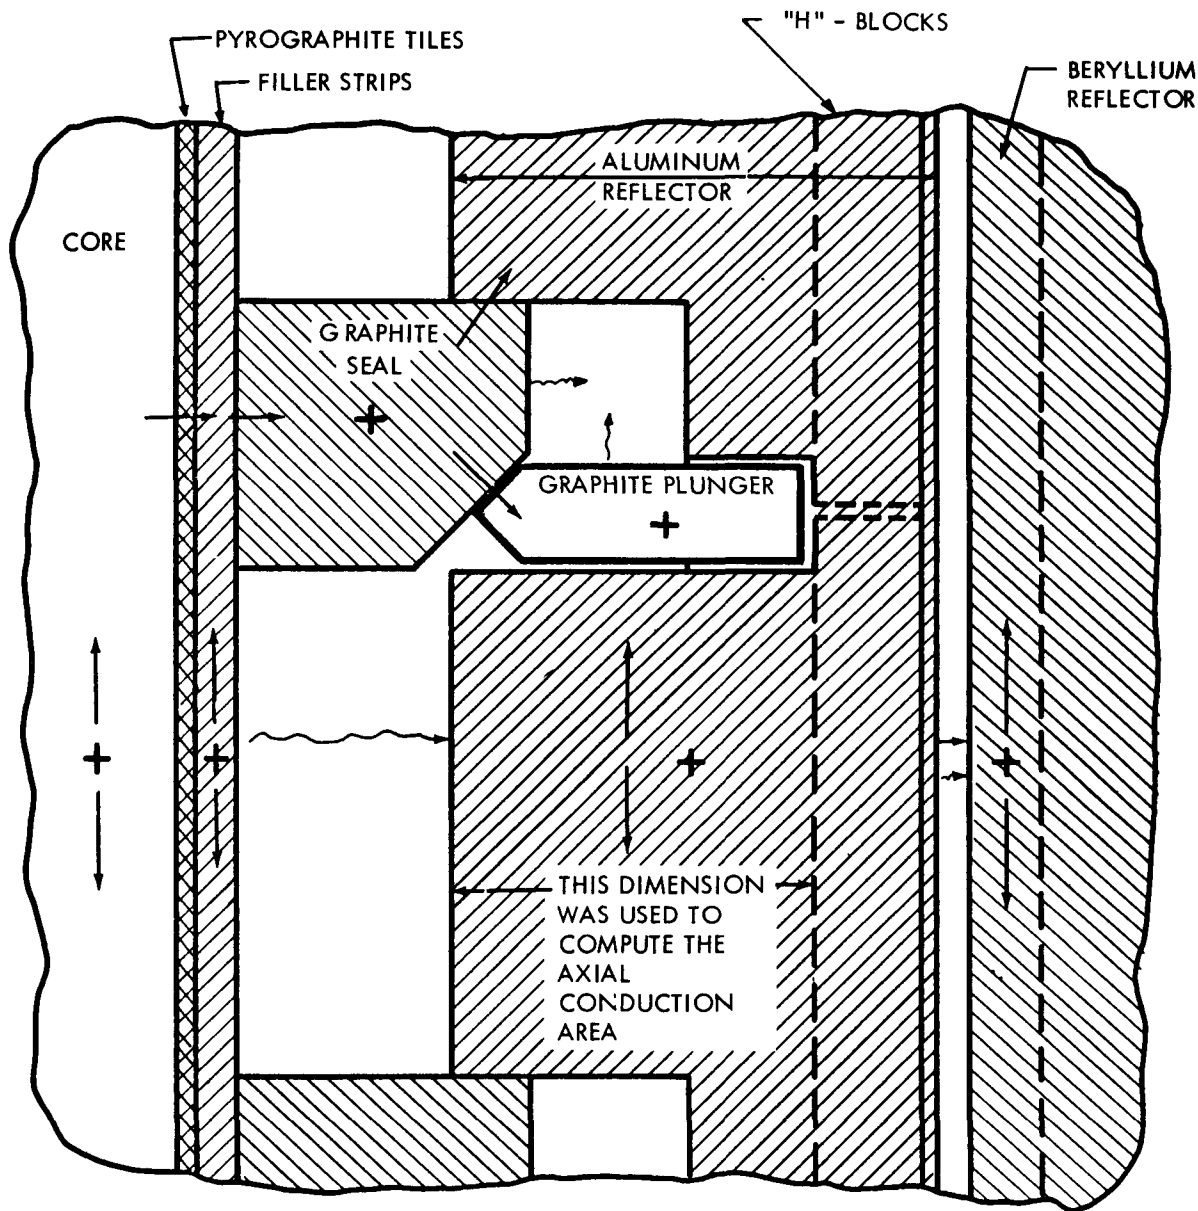 "H" - BLOCKS
PYROGRAPHITE TILES
FILLER STRIPS
BERYLLIUM
REFLECTOR
ALUMINUM
REFLECTOR
CORE
GRAPHITE
SEAL
GRAPHITE PLUNGER
THIS DIMENSION
WAS USED TO
COMPUTE THE
AXIAL
CONDUCTION
AREA